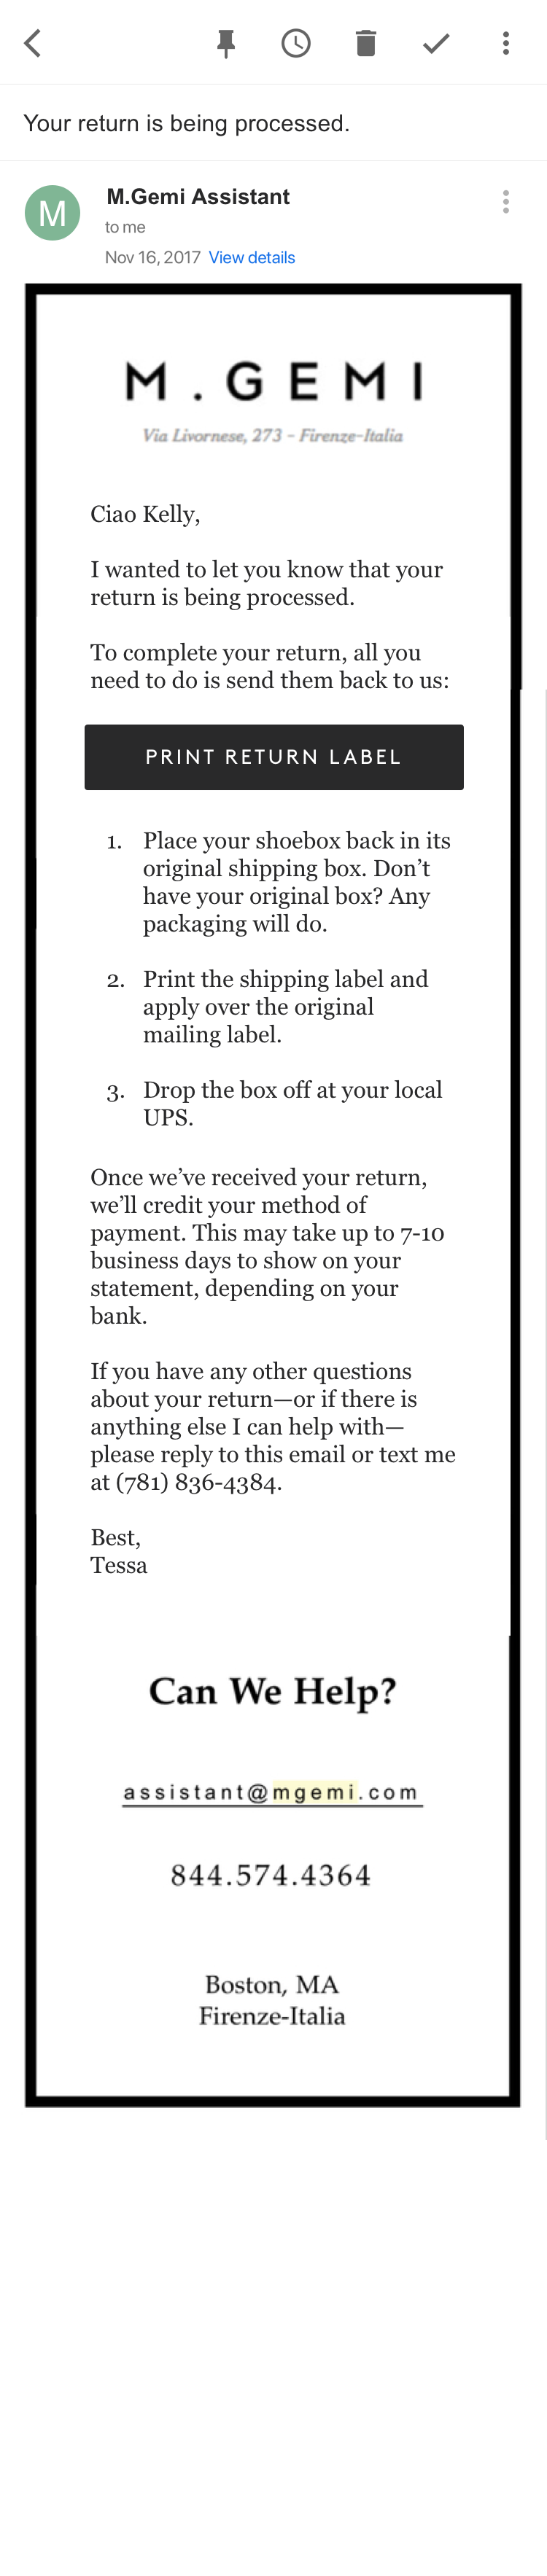 Your return is being processed.
M
M.Gemi Assistant
to me
Nov 16, 2017 View details
M.GEMI
Via Livornese, 273 - Firenze-Italia
Ciao Kelly,
I wanted to let you know that your
return is being processed.
To complete your return, all you
need to do is send them back to us:
PRINT RETURN LABEL
1. Place your shoebox back in its
original shipping box. Don’t
have your original box? Any
packaging will do.
2. Print the shipping label and
apply over the original
mailing label.
3. Drop the box off at your local
UPS.
Once we’ve received your return,
we’ll credit your method of
payment. This may take up to 7-10
business days to show on your
statement, depending on your
bank.
If you have any other questions
about your return—or if there is
anything else I can help with—
please reply to this email or text me
at (781) 836-4384.
Best,
Tessa
Can We Help?
assistant@mgemi.com
844.574.4364
Boston, MA
Firenze-Italia